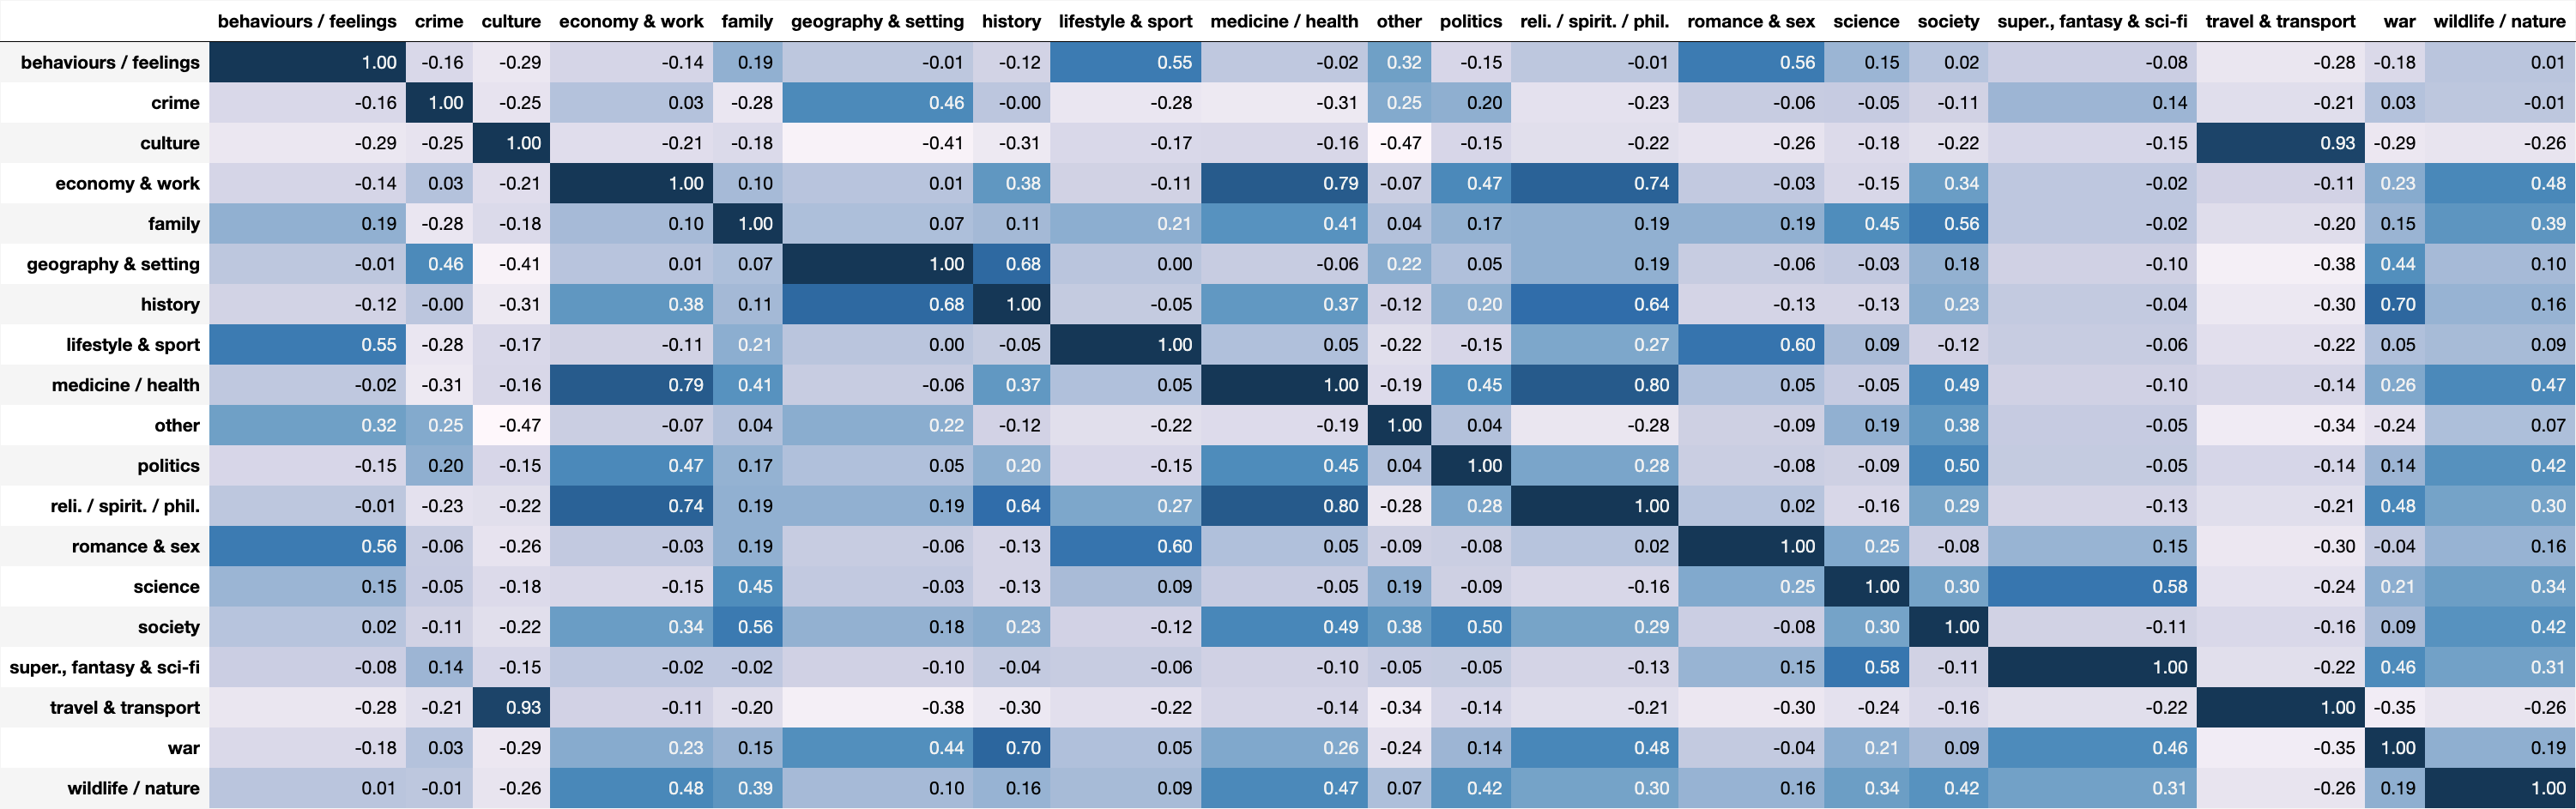 behaviours / feelings crime culture economy & work family geography & setting history lifestyle & sport medicine / health other politics reli. / spirit. / phil. romance & sex science society super., fantasy & sci-fi travel & transport war wildlife / nature
behaviours / feelings 1.00 -0.16 -0.29 -0.14 0.19 -0.01 -0.12 0.55 -0.02 0.32 -0.15 -0.01 0.56 0.15 0.02 -0.08 -0.28 -0.18 0.01
crime -0.16 1.00 -0.25 0.03 -0.28 0.46 -0.00 -0.28 -0.31 0.25 0.20 -0.23 -0.06 -0.05 -0.11 0.14 -0.21 0.03 -0.01
culture -0.29 -0.25 1.00 -0.21 -0.18 -0.41 -0.31 -0.17 -0.16 -0.47 -0.15 -0.22 -0.26 -0.18 -0.22 -0.15 0.93 -0.29 -0.26
economy & work -0.14 0.03 -0.21 1.00 0.10 0.01 0.38 -0.11 0.79 -0.07 0.47 0.74 -0.03 -0.15 0.34 -0.02 -0.11 0.23 0.48
family 0.19 -0.28 -0.18 0.10 1.00 0.07 0.11 0.21 0.41 0.04 0.17 0.19 0.19 0.45 0.56 -0.02 -0.20 0.15 0.39
geography & setting -0.01 0.46 -0.41 0.01 0.07 1.00 0.68 0.00 -0.06 0.22 0.05 0.19 -0.06 -0.03 0.18 -0.10 -0.38 0.44 0.10
history -0.12 -0.00 -0.31 0.38 0.11 0.68 1.00 -0.05 0.37 -0.12 0.20 0.64 -0.13 -0.13 0.23 -0.04 -0.30 0.70 0.16
lifestyle & sport 0.55 -0.28 -0.17 -0.11 0.21 0.00 -0.05 1.00 0.05 -0.22 -0.15 0.27 0.60 0.09 -0.12 -0.06 -0.22 0.05 0.09
medicine / health -0.02 -0.31 -0.16 0.79 0.41 -0.06 0.37 0.05 1.00 -0.19 0.45 0.80 0.05 -0.05 0.49 -0.10 -0.14 0.26 0.47
other 0.32 0.25 -0.47 -0.07 0.04 0.22 -0.12 -0.22 -0.19 1.00 0.04 -0.28 -0.09 0.19 0.38 -0.05 -0.34 -0.24 0.07
politics -0.15 0.20 -0.15 0.47 0.17 0.05 0.20 -0.15 0.45 0.04 1.00 0.28 -0.08 -0.09 0.50 -0.05 -0.14 0.14 0.42
reli. / spirit. / phil. -0.01 -0.23 -0.22 0.74 0.19 0.19 0.64 0.27 0.80 -0.28 0.28 1.00 0.02 -0.16 0.29 -0.13 -0.21 0.48 0.30
romance & sex 0.56 -0.06 -0.26 -0.03 0.19 -0.06 -0.13 0.60 0.05 -0.09 -0.08 0.02 1.00 0.25 -0.08 0.15 -0.30 -0.04 0.16
science 0.15 -0.05 -0.18 -0.15 0.45 -0.03 -0.13 0.09 -0.05 0.19 -0.09 -0.16 0.25 1.00 0.30 0.58 -0.24 0.21 0.34
society 0.02 -0.11 -0.22 0.34 0.56 0.18 0.23 -0.12 0.49 0.38 0.50 0.29 -0.08 0.30 1.00 -0.11 -0.16 0.09 0.42
super., fantasy & sci-fi -0.08 0.14 -0.15 -0.02 -0.02 -0.10 -0.04 -0.06 -0.10 -0.05 -0.05 -0.13 0.15 0.58 -0.11 1.00 -0.22 0.46 0.31
travel & transport -0.28 -0.21 0.93 -0.11 -0.20 -0.38 -0.30 -0.22 -0.14 -0.34 -0.14 -0.21 -0.30 -0.24 -0.16 -0.22 1.00 -0.35 -0.26
war -0.18 0.03 -0.29 0.23 0.15 0.44 0.70 0.05 0.26 -0.24 0.14 0.48 -0.04 0.21 0.09 0.46 -0.35 1.00 0.19
wildlife / nature 0.01 -0.01 -0.26 0.48 0.39 0.10 0.16 0.09 0.47 0.07 0.42 0.30 0.16 0.34 0.42 0.31 -0.26 0.19 1.00